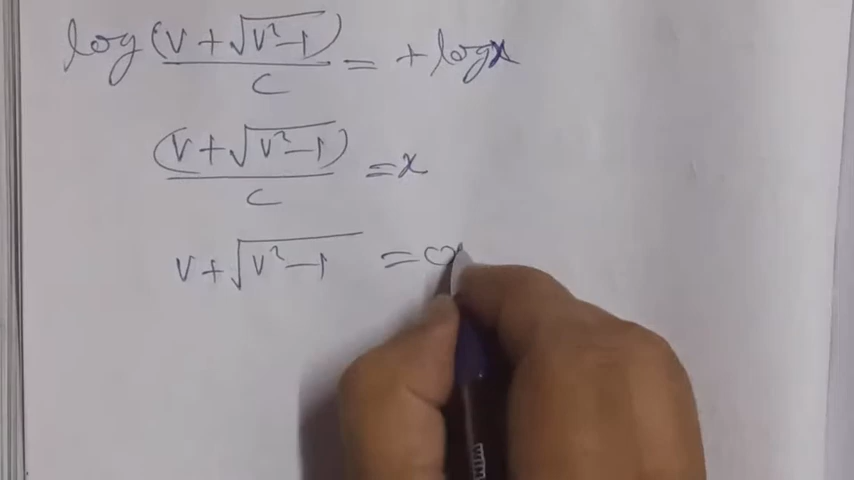 log (v + √v²-1) / c = + log x
(v + √v²-1) / c = x
v + √v²-1 = c